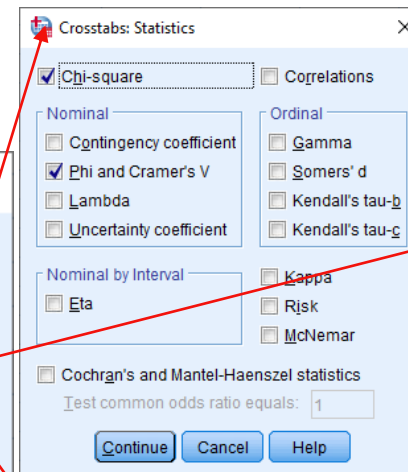 Crosstabs: Statistics
Chi-square
Correlations
Nominal
Contingency coefficient
Phi and Cramer's V
Lambda
Uncertainty coefficient
Ordinal
Gamma
Somers' d
Kendall's tau-b
Kendall's tau-c
Nominal by Interval
Eta
Kappa
Risk
McNemar
Cochran's and Mantel-Haenszel statistics
Test common odds ratio equals: 1
Continue Cancel Help